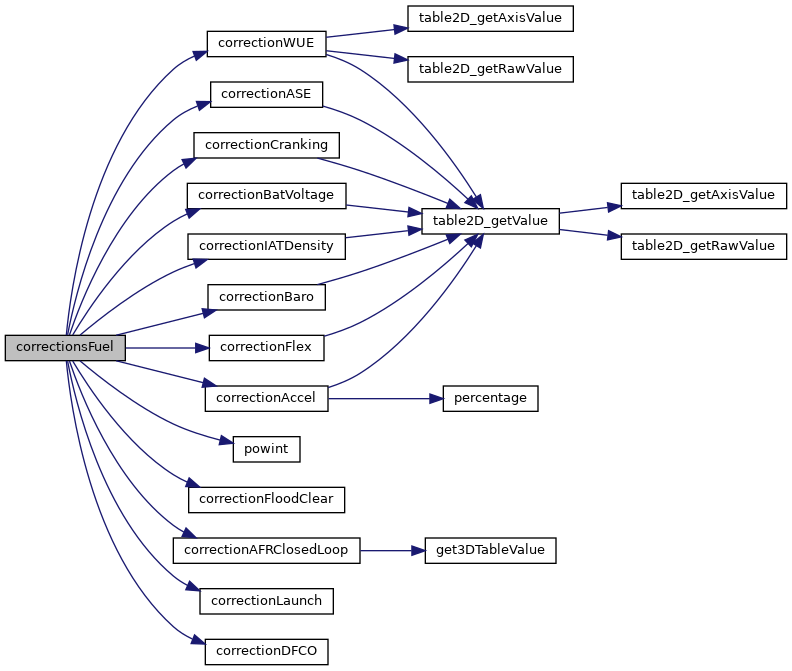 table2D_getAxisValue
correctionWUE
table2D_getRawValue
correctionASE
correctionCranking
correctionBatVoltage
table2D_getAxisValue
table2D_getValue
correctionIATDensity
table2D_getRawValue
correctionBaro
correctionsFuel
correctionFlex
correctionAccel
percentage
powint
correctionFloodClear
correctionAFRClosedLoop
get3DTableValue
correctionLaunch
correctionDFCO